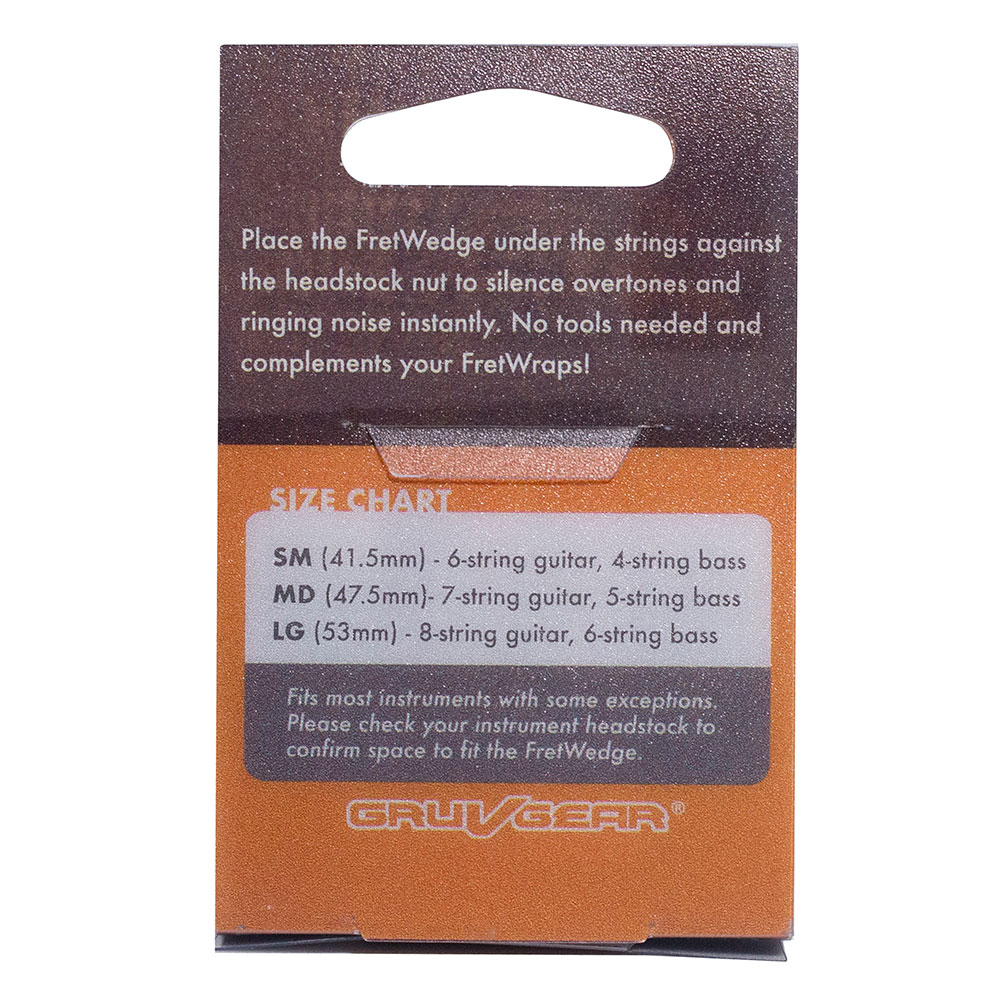 Place the FretWedge under the strings against
the headstock nut to silence overtones and
ringing noise instantly. No tools needed and
complements your FretWraps!
SIZE CHART
SM (41.5mm) - 6-string guitar, 4-string bass
MD (47.5mm)- 7-string guitar, 5-string bass
LG (53mm) - 8-string guitar, 6-string bass
Fits most instruments with some exceptions.
Please check your instrument headstock to
confirm space to fit the FretWedge.
GRUVGEAR®